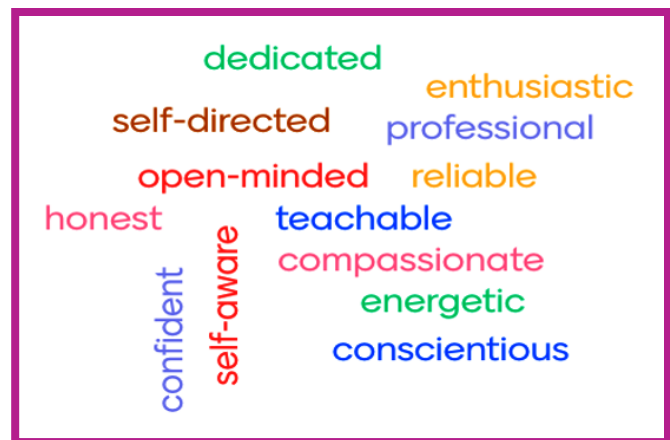 dedicated
enthusiastic
self-directed
professional
open-minded
reliable
honest
teachable
compassionate
self-aware
confident
energetic
conscientious